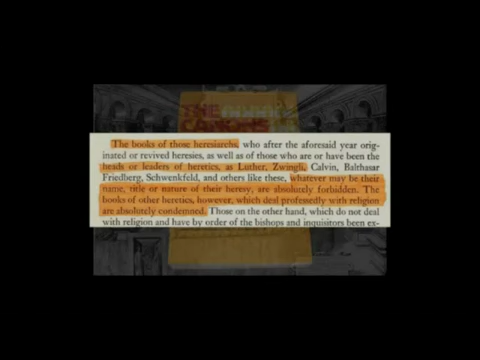 THE
The books of those heresiarchs, who after the aforesaid year orig-
inated or revived heresies, as well as of those who are or have been the
heads or leaders of heretics, as Luther, Zwingli, Calvin, Balthasar
Friedberg, Schwenkfeld, and others like these, whatever may be their
name, title or nature of their heresy, are absolutely forbidden. The
books of other heretics, however, which deal professedly with religion
are absolutely condemned. Those on the other hand, which do not deal
with religion and have by order of the bishops and inquisitors been ex-